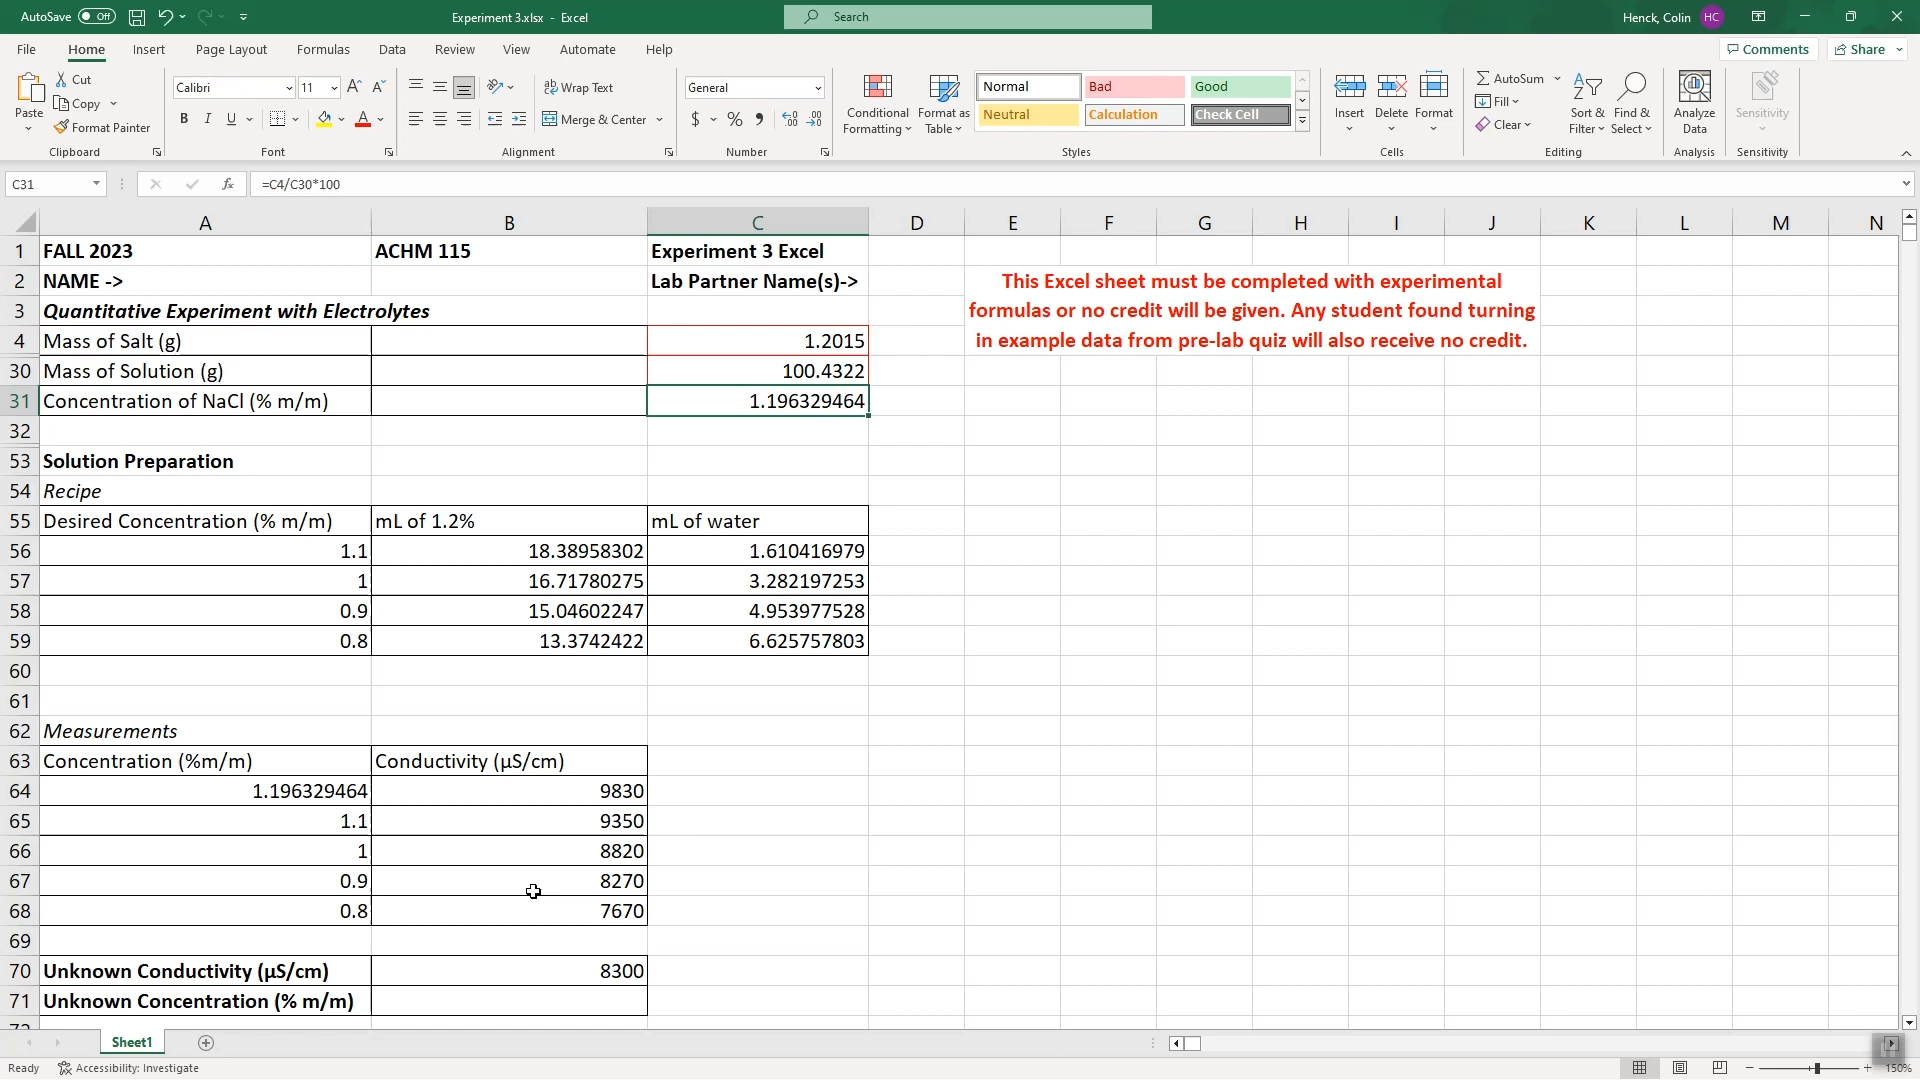 AutoSave Off Experiment 3.xlsx - Excel Search Henck, Colin HC
File Home Insert Page Layout Formulas Data Review View Automate Help Comments Share
Paste Cut Copy Format Painter Clipboard
Calibri 11 A A B I U A Font
ab Wrap Text Merge & Center Alignment
General $ % 9 Number
Conditional Formatting Format as Table Normal Bad Good Neutral Calculation Check Cell Styles
Insert Delete Format Cells
AutoSum Fill Clear Sort & Filter Find & Select Editing
Analyze Data Analysis
Sensitivity Sensitivity
C31 fx =C4/C30*100
A B C D E F G H I J K L M N
1 FALL 2023 ACHM 115 Experiment 3 Excel
2 NAME -> Lab Partner Name(s)-> This Excel sheet must be completed with experimental
3 Quantitative Experiment with Electrolytes formulas or no credit will be given. Any student found turning
4 Mass of Salt (g) 1.2015 in example data from pre-lab quiz will also receive no credit.
30 Mass of Solution (g) 100.4322
31 Concentration of NaCl (% m/m) 1.196329464
32
53 Solution Preparation
54 Recipe
55 Desired Concentration (% m/m) mL of 1.2% mL of water
56 1.1 18.38958302 1.610416979
57 1 16.71780275 3.282197253
58 0.9 15.04602247 4.953977528
59 0.8 13.3742422 6.625757803
60
61
62 Measurements
63 Concentration (%m/m) Conductivity (µS/cm)
64 1.196329464 9830
65 1.1 9350
66 1 8820
67 0.9 8270
68 0.8 7670
69
70 Unknown Conductivity (µS/cm) 8300
71 Unknown Concentration (% m/m)
Sheet1
Ready Accessibility: Investigate 150%